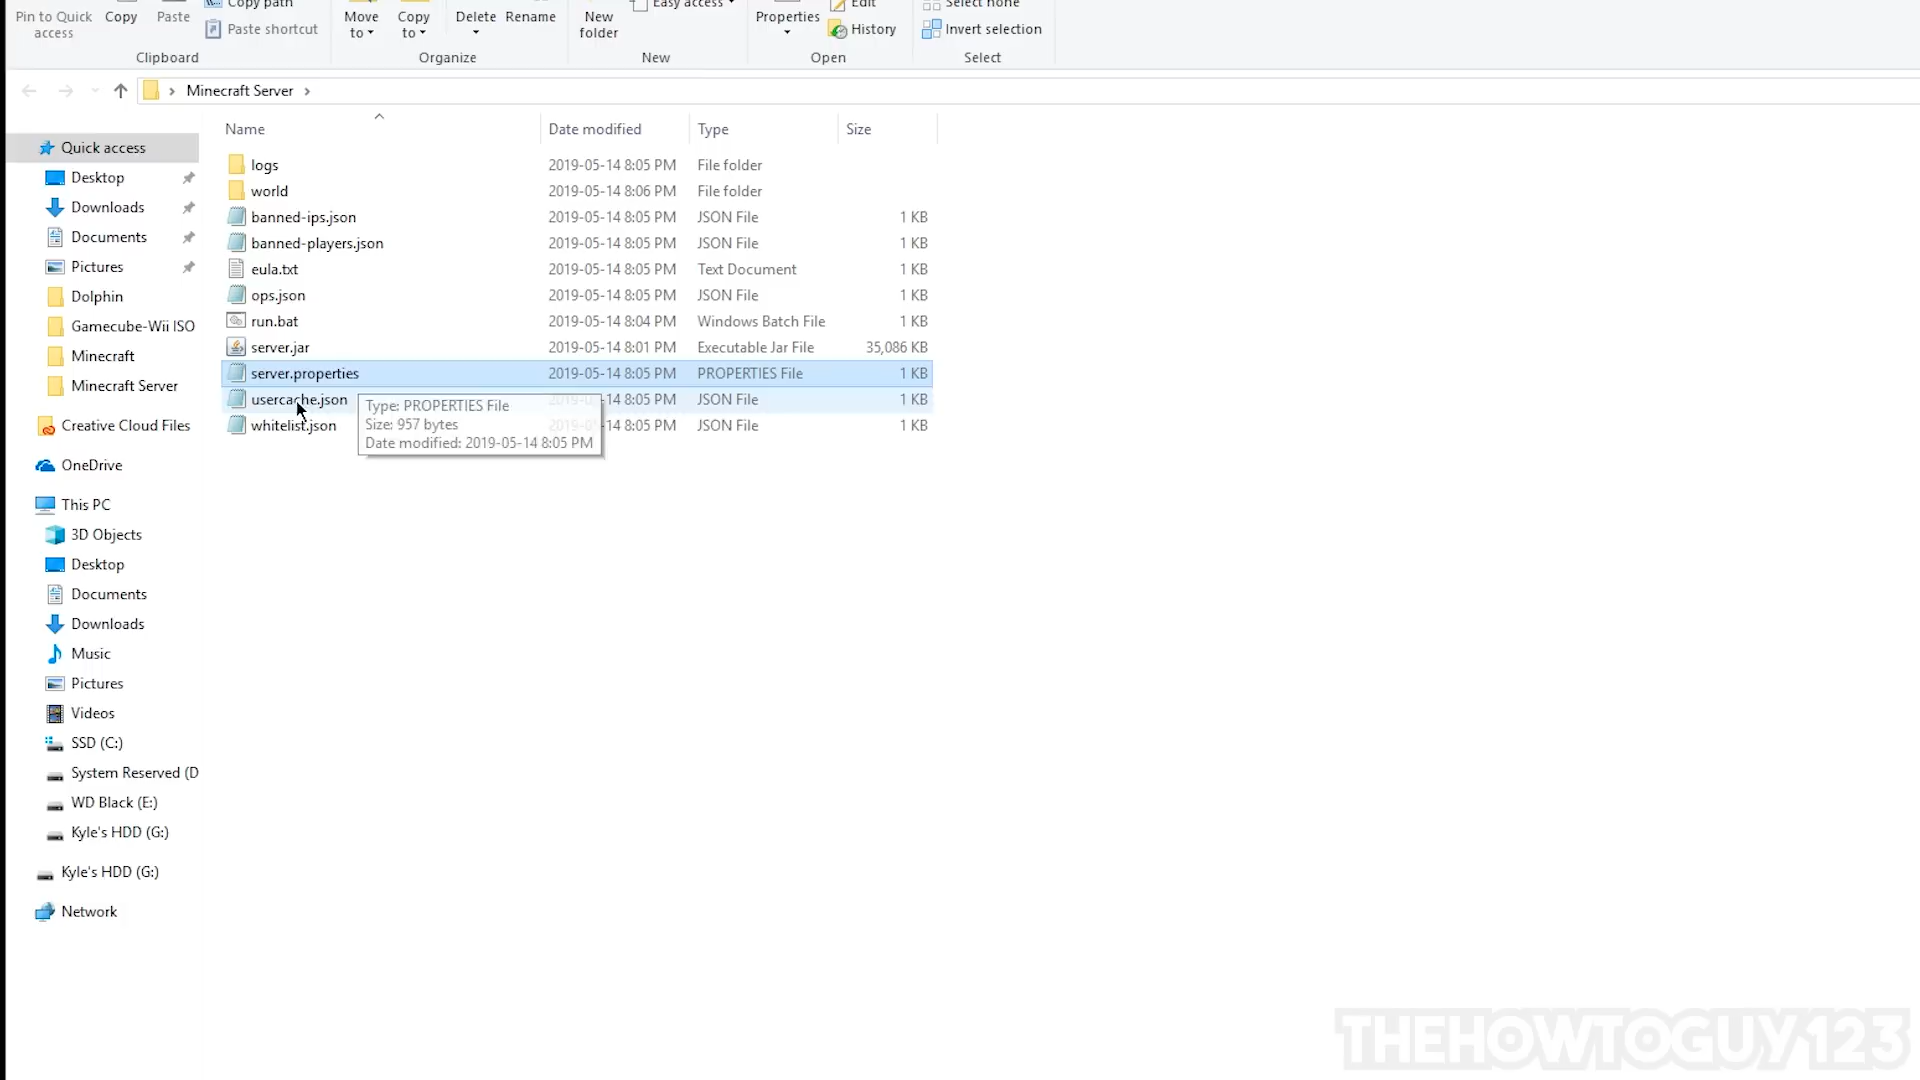 Copy path
Easy access
Edit
Select none
Pin to Quick access
Copy
Paste
Paste shortcut
Move to
Copy to
Delete
Rename
New folder
Properties
History
Invert selection
Clipboard
Organize
New
Open
Select
Minecraft Server
Name Date modified Type Size
logs 2019-05-14 8:05 PM File folder
world 2019-05-14 8:06 PM File folder
banned-ips.json 2019-05-14 8:05 PM JSON File 1 KB
banned-players.json 2019-05-14 8:05 PM JSON File 1 KB
eula.txt 2019-05-14 8:05 PM Text Document 1 KB
ops.json 2019-05-14 8:05 PM JSON File 1 KB
run.bat 2019-05-14 8:04 PM Windows Batch File 1 KB
server.jar 2019-05-14 8:01 PM Executable Jar File 35,086 KB
server.properties 2019-05-14 8:05 PM PROPERTIES File 1 KB
usercache.json 14 8:05 PM JSON File 1 KB
whitelist.json 14 8:05 PM JSON File 1 KB
Type: PROPERTIES File
Size: 957 bytes
Date modified: 2019-05-14 8:05 PM
Quick access
Desktop
Downloads
Documents
Pictures
Dolphin
Gamecube-Wii ISO
Minecraft
Minecraft Server
Creative Cloud Files
OneDrive
This PC
3D Objects
Desktop
Documents
Downloads
Music
Pictures
Videos
SSD (C:)
System Reserved (D
WD Black (E:)
Kyle's HDD (G:)
Kyle's HDD (G:)
Network
THEHOWTOGUY123